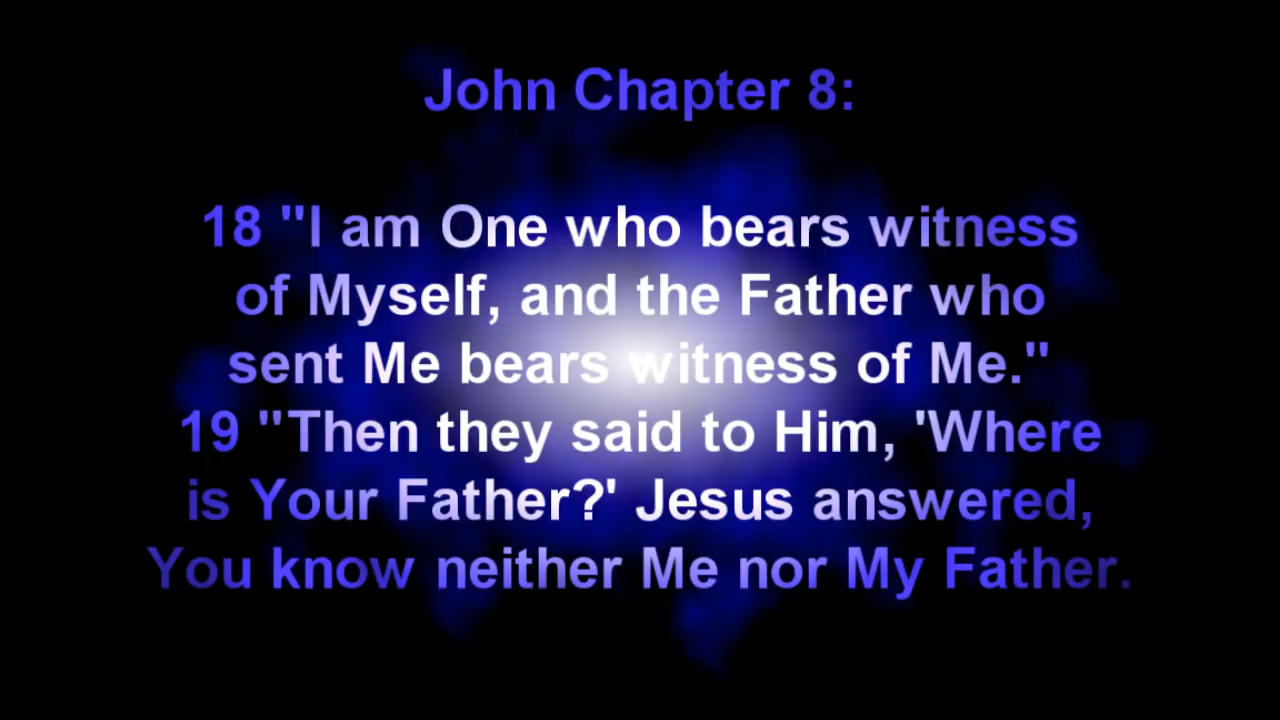 John Chapter 8:
18 "I am One who bears witness
of Myself, and the Father who
sent Me bears witness of Me."
19 "Then they said to Him, 'Where
is Your Father?' Jesus answered,
You know neither Me nor My Father.